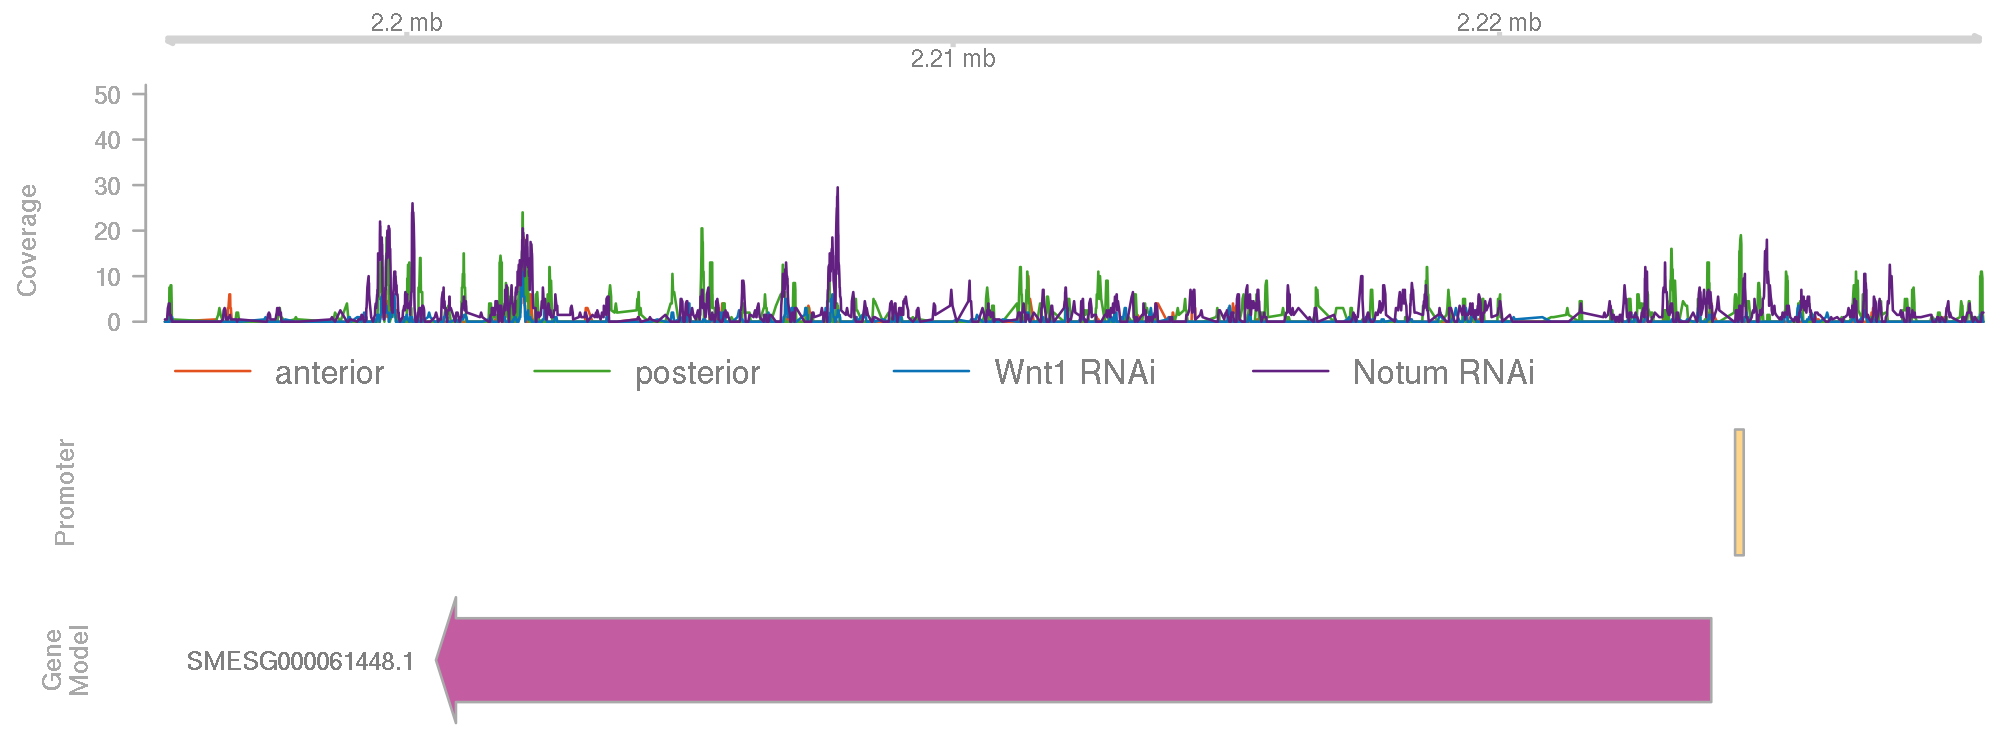 2.2 mb
2.22 mb
2.21 mb
50
40
30
20
10
0
Coverage
anterior
posterior
Wnt1 RNAi
Notum RNAi
Promoter
Gene
Model
SMESG000061448.1